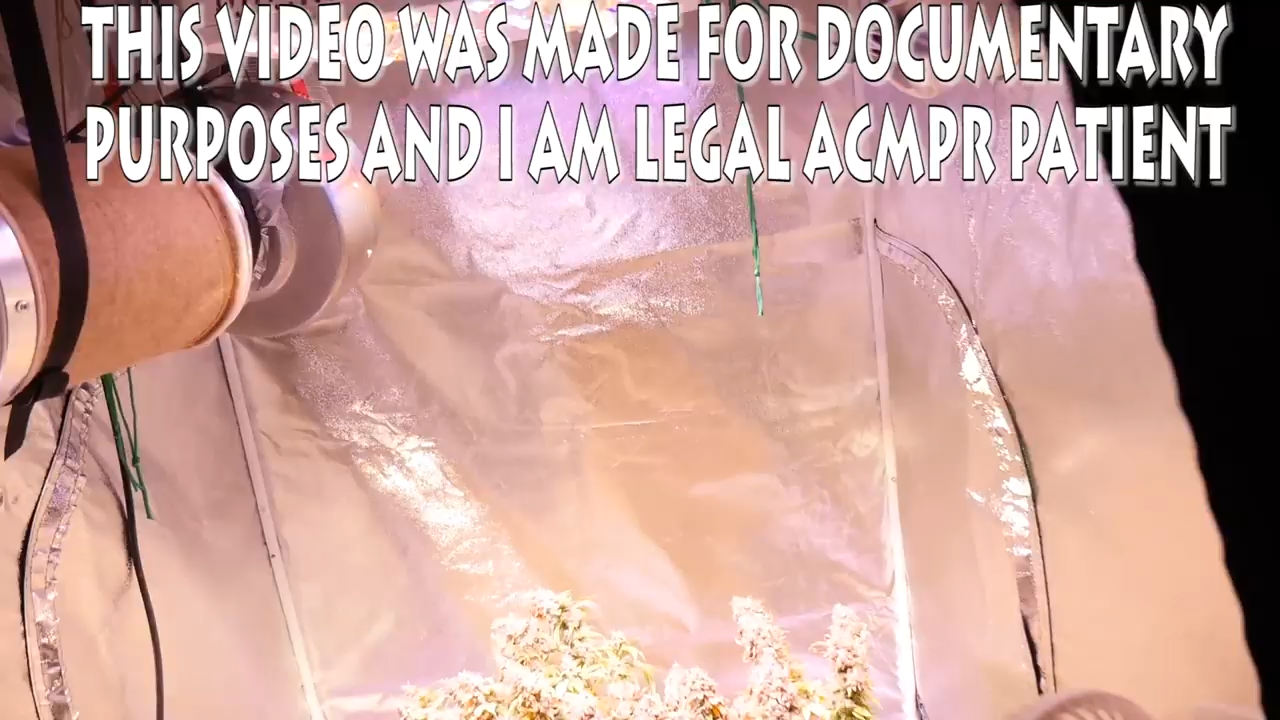 THIS VIDEO WAS MADE FOR DOCUMENTARY
PURPOSES AND I AM LEGAL ACMPR PATIENT